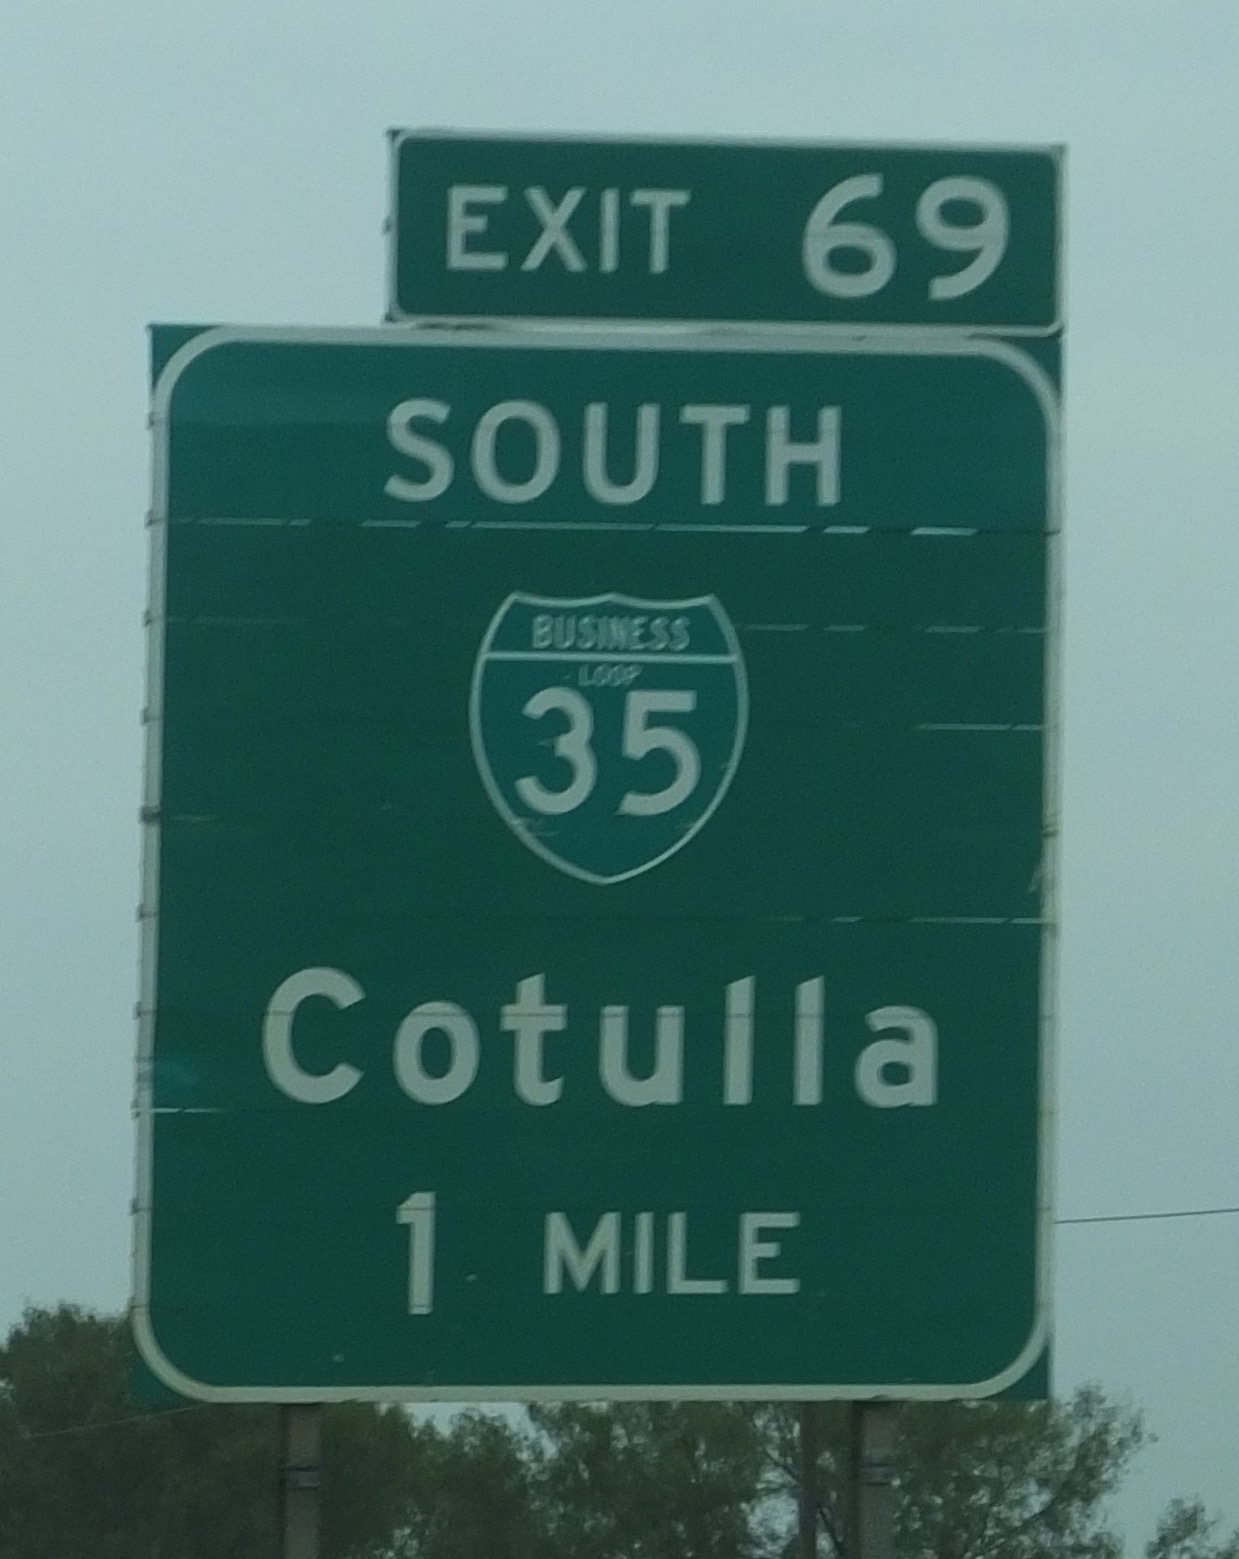 EXIT 69
SOUTH
BUSINESS
LOOP
35
Cotulla
1 MILE